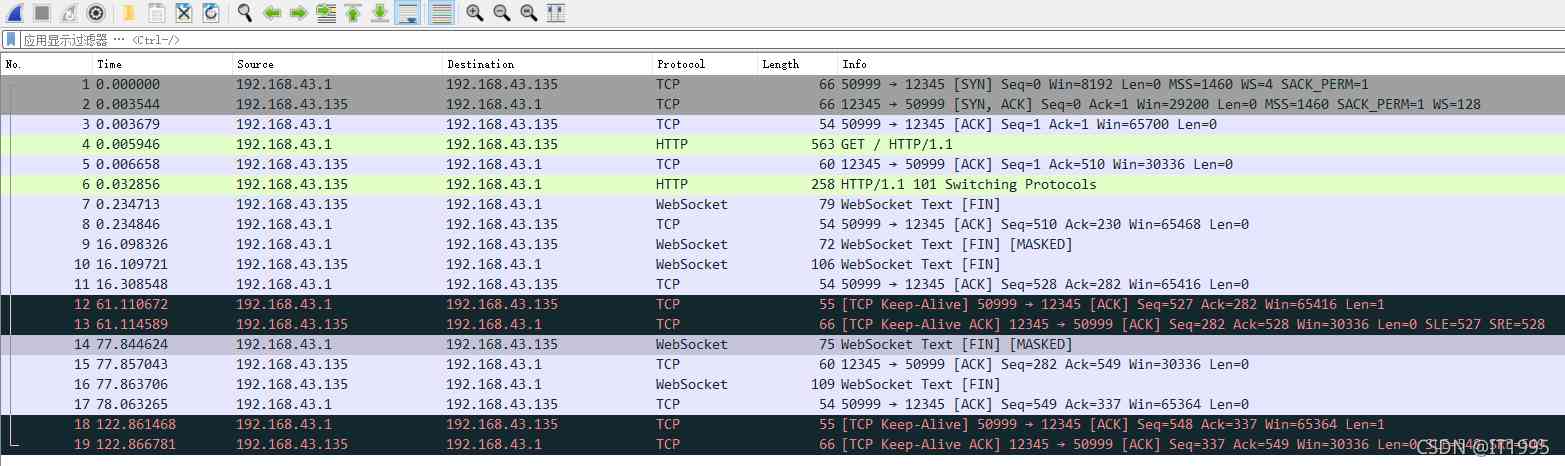 应用显示过滤器 … <Ctrl-/>
No. Time Source Destination Protocol Length Info
1 0.000000 192.168.43.1 192.168.43.135 TCP 66 50999 → 12345 [SYN] Seq=0 Win=8192 Len=0 MSS=1460 WS=4 SACK_PERM=1
2 0.003544 192.168.43.135 192.168.43.1 TCP 66 12345 → 50999 [SYN, ACK] Seq=0 Ack=1 Win=29200 Len=0 MSS=1460 SACK_PERM=1 WS=128
3 0.003679 192.168.43.1 192.168.43.135 TCP 54 50999 → 12345 [ACK] Seq=1 Ack=1 Win=65700 Len=0
4 0.005946 192.168.43.1 192.168.43.135 HTTP 563 GET / HTTP/1.1
5 0.006658 192.168.43.135 192.168.43.1 TCP 60 12345 → 50999 [ACK] Seq=1 Ack=510 Win=30336 Len=0
6 0.032856 192.168.43.135 192.168.43.1 HTTP 258 HTTP/1.1 101 Switching Protocols
7 0.234713 192.168.43.135 192.168.43.1 WebSocket 79 WebSocket Text [FIN]
8 0.234846 192.168.43.1 192.168.43.135 TCP 54 50999 → 12345 [ACK] Seq=510 Ack=230 Win=65468 Len=0
9 16.098326 192.168.43.1 192.168.43.135 WebSocket 72 WebSocket Text [FIN] [MASKED]
10 16.109721 192.168.43.135 192.168.43.1 WebSocket 106 WebSocket Text [FIN]
11 16.308548 192.168.43.1 192.168.43.135 TCP 54 50999 → 12345 [ACK] Seq=528 Ack=282 Win=65416 Len=0
12 61.110672 192.168.43.1 192.168.43.135 TCP 55 [TCP Keep-Alive] 50999 → 12345 [ACK] Seq=527 Ack=282 Win=65416 Len=1
13 61.114589 192.168.43.135 192.168.43.1 TCP 66 [TCP Keep-Alive ACK] 12345 → 50999 [ACK] Seq=282 Ack=528 Win=30336 Len=0 SLE=527 SRE=528
14 77.844624 192.168.43.1 192.168.43.135 WebSocket 75 WebSocket Text [FIN] [MASKED]
15 77.857043 192.168.43.135 192.168.43.1 TCP 60 12345 → 50999 [ACK] Seq=282 Ack=549 Win=30336 Len=0
16 77.863706 192.168.43.135 192.168.43.1 WebSocket 109 WebSocket Text [FIN]
17 78.063265 192.168.43.1 192.168.43.135 TCP 54 50999 → 12345 [ACK] Seq=549 Ack=337 Win=65364 Len=0
18 122.861468 192.168.43.1 192.168.43.135 TCP 55 [TCP Keep-Alive] 50999 → 12345 [ACK] Seq=548 Ack=337 Win=65364 Len=1
19 122.866781 192.168.43.135 192.168.43.1 TCP 66 [TCP Keep-Alive ACK] 12345 → 50999 [ACK] Seq=337 Ack=549 Win=30336 Len=0
CSDN @IT1995